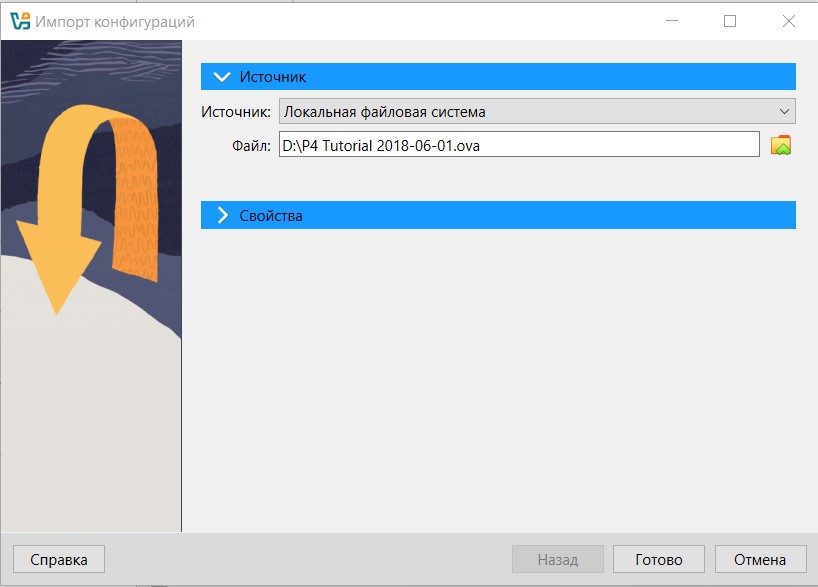 Импорт конфигураций
Источник
Источник: Локальная файловая система
Файл: D:\P4 Tutorial 2018-06-01.ova
Свойства
Справка Назад Готово Отмена